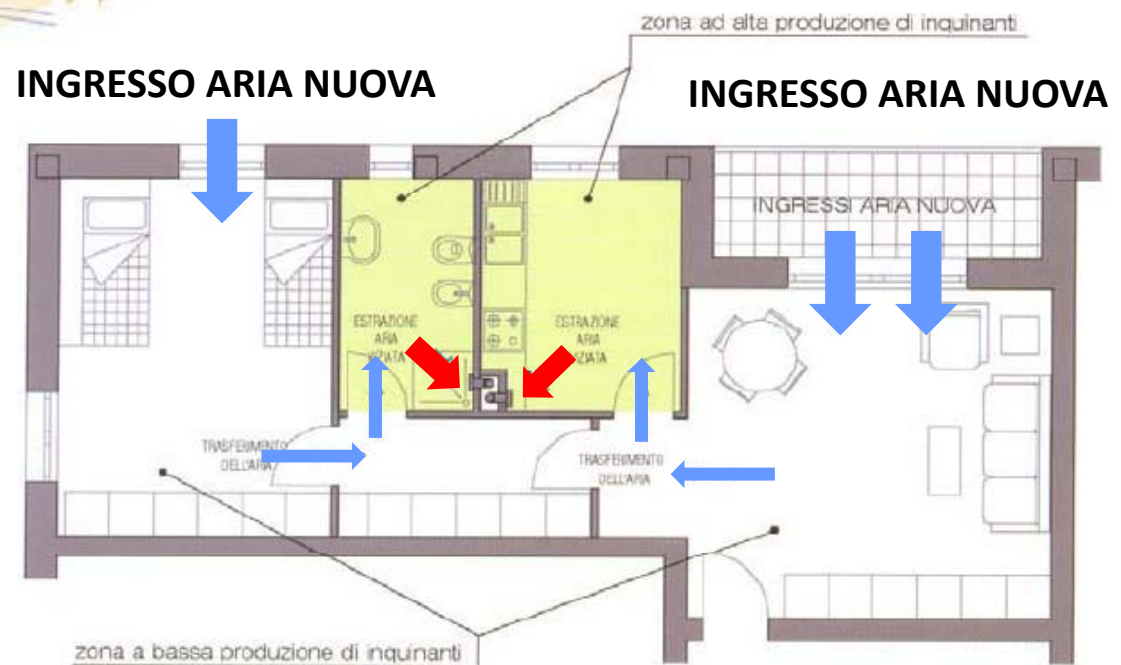 zona ad alta produzione di inquinanti
INGRESSO ARIA NUOVA
INGRESSO ARIA NUOVA
INGRESSI ARIA NUOVA
ESTRAZIONE
ARIA
ESTRAZIONE
ARIA
TRASFERIMENTO
DELL'ARIA
TRASFERIMENTO
DELL'ARIA
zona a bassa produzione di inquinanti